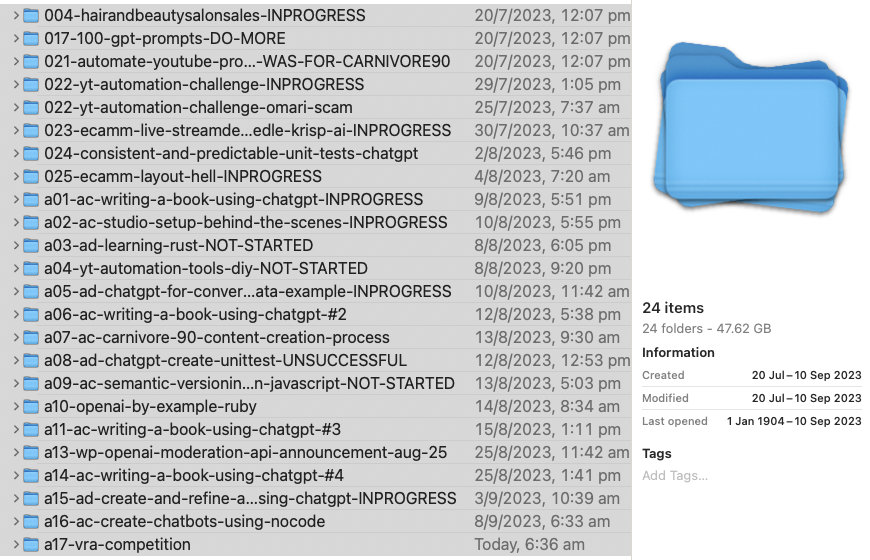 004-hairandbeautysalonsales-INPROGRESS 20/7/2023, 12:07 pm
017-100-gpt-prompts-DO-MORE 20/7/2023, 12:07 pm
021-automate-youtube-pro...-WAS-FOR-CARNIVORE90 20/7/2023, 12:07 pm
022-yt-automation-challenge-INPROGRESS 29/7/2023, 1:05 pm
022-yt-automation-challenge-omari-scam 25/7/2023, 7:37 am
023-ecamm-live-streamde...edle-krisp-ai-INPROGRESS 30/7/2023, 10:37 am
024-consistent-and-predictable-unit-tests-chatgpt 2/8/2023, 5:46 pm
025-ecamm-layout-hell-INPROGRESS 4/8/2023, 7:20 am
a01-ac-writing-a-book-using-chatgpt-INPROGRESS 9/8/2023, 5:51 pm
a02-ac-studio-setup-behind-the-scenes-INPROGRESS 10/8/2023, 5:55 pm
a03-ad-learning-rust-NOT-STARTED 8/8/2023, 6:05 pm
a04-yt-automation-tools-diy-NOT-STARTED 8/8/2023, 9:20 pm
a05-ad-chatgpt-for-conver...ata-example-INPROGRESS 10/8/2023, 11:42 am
a06-ac-writing-a-book-using-chatgpt-#2 12/8/2023, 5:38 pm
a07-ac-carnivore-90-content-creation-process 13/8/2023, 9:30 am
a08-ad-chatgpt-create-unittest-UNSUCCESSFUL 12/8/2023, 12:53 pm
a09-ac-semantic-versionin...n-javascript-NOT-STARTED 13/8/2023, 5:03 pm
a10-openai-by-example-ruby 14/8/2023, 8:34 am
a11-ac-writing-a-book-using-chatgpt-#3 15/8/2023, 1:11 pm
a13-wp-openai-moderation-api-announcement-aug-25 25/8/2023, 11:42 am
a14-ac-writing-a-book-using-chatgpt-#4 25/8/2023, 1:41 pm
a15-ad-create-and-refine-a...sing-chatgpt-INPROGRESS 3/9/2023, 10:39 am
a16-ac-create-chatbots-using-nocode 8/9/2023, 6:33 am
a17-vra-competition Today, 6:36 am
24 items
24 folders - 47.62 GB
Information
Created 20 Jul – 10 Sep 2023
Modified 20 Jul – 10 Sep 2023
Last opened 1 Jan 1904 – 10 Sep 2023
Tags
Add Tags...